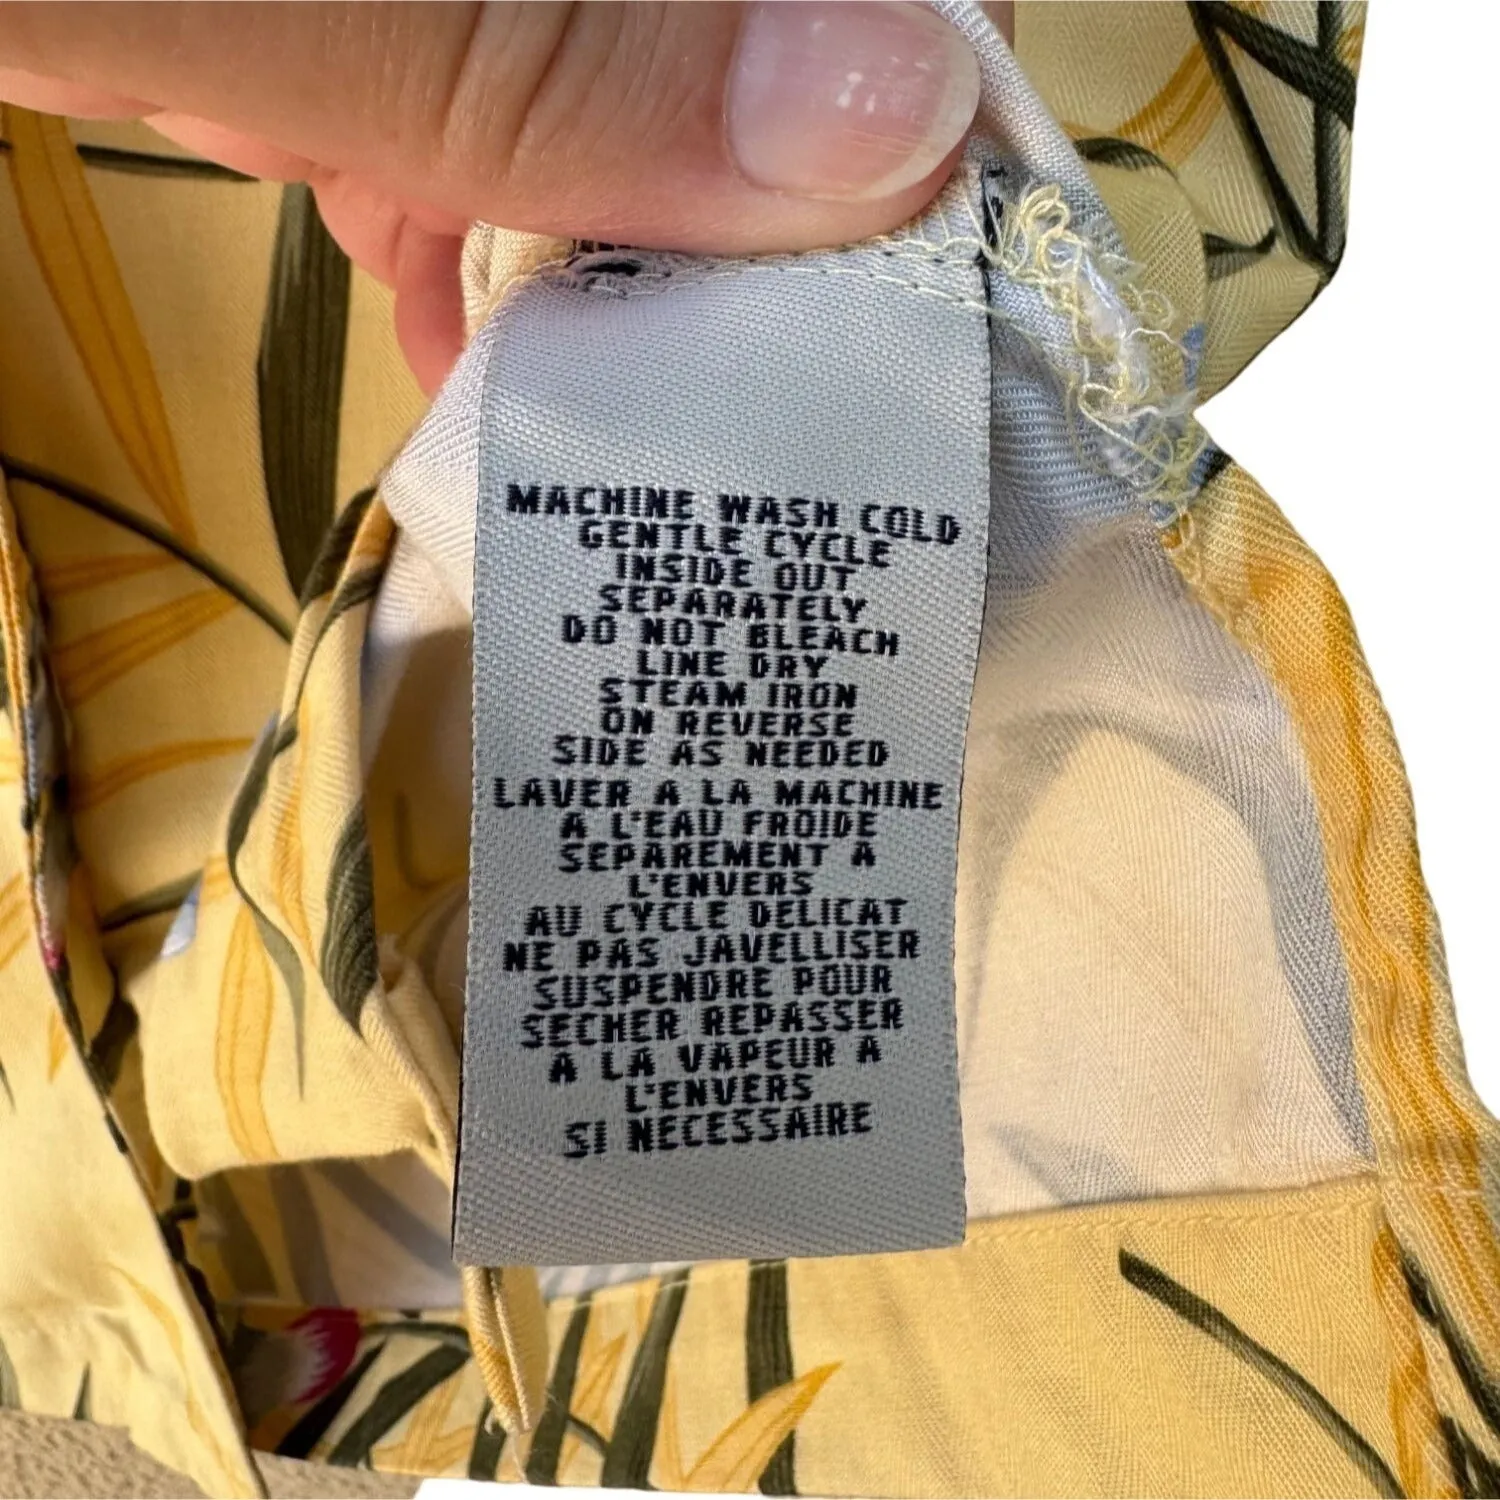 MACHINE WASH COLD
GENTLE CYCLE
INSIDE OUT
SEPARATELY
DO NOT BLEACH
LINE DRY
STEAM IRON
ON REVERSE
SIDE AS NEEDED
LAVER A LA MACHINE
A L'EAU FROIDE
SEPAREMENT A
L'ENVERS
AU CYCLE DELICAT
NE PAS JAVELLISER
SUSPENDRE POUR
SECHER REPASSER
A LA VAPEUR A
L'ENVERS
SI NECESSAIRE